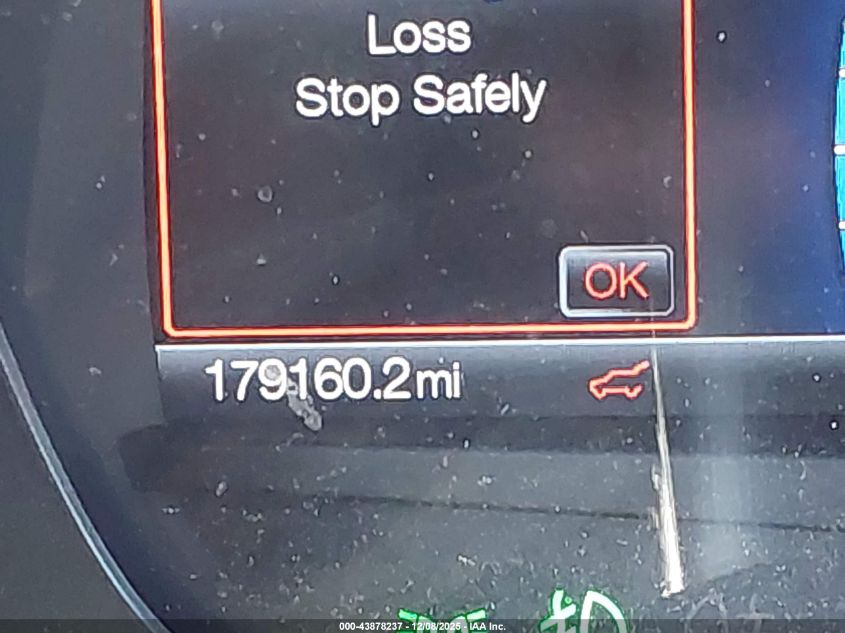 Loss
Stop Safely
OK
179160.2mi
000-43878237 - 12/08/2025 - IAA Inc.